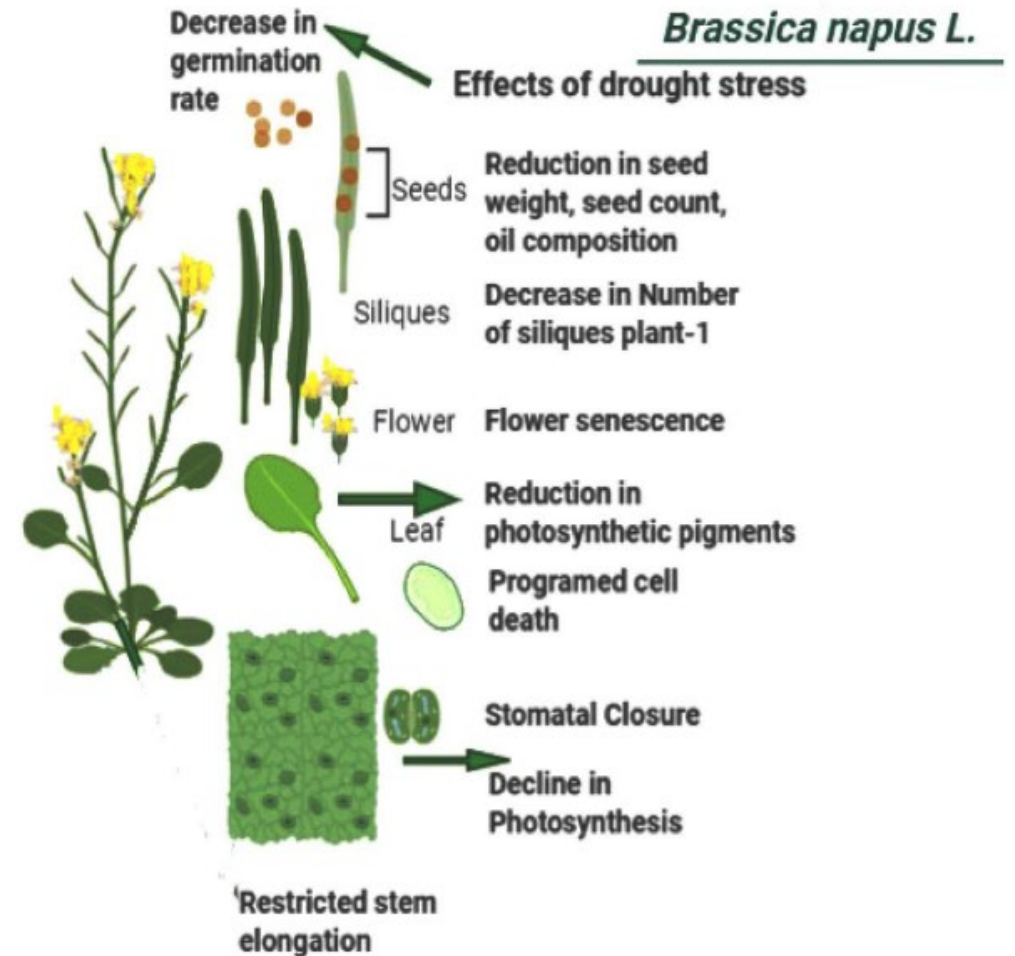 Brassica napus L.
Decrease in
germination
rate
Effects of drought stress
Seeds
Reduction in seed
weight, seed count,
oil composition
Siliques
Decrease in Number
of siliques plant-1
Flower
Flower senescence
Leaf
Reduction in
photosynthetic pigments
Programed cell
death
Stomatal Closure
Decline in
Photosynthesis
Restricted stem
elongation